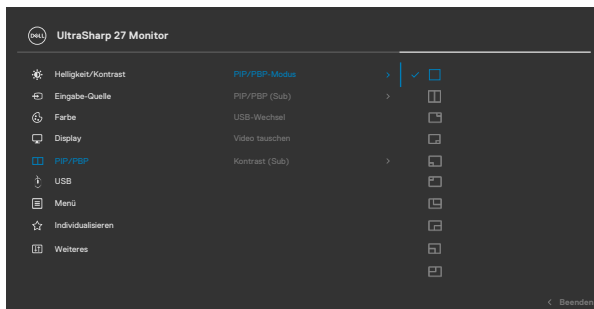 DELL UltraSharp 27 Monitor
Helligkeit/Kontrast PIP/PBP-Modus
Eingabe-Quelle PIP/PBP (Sub)
Farbe USB-Wechsel
Display Video tauschen
PIP/PBP Kontrast (Sub)
USB
Menü
Individualisieren
Weiteres
Beenden